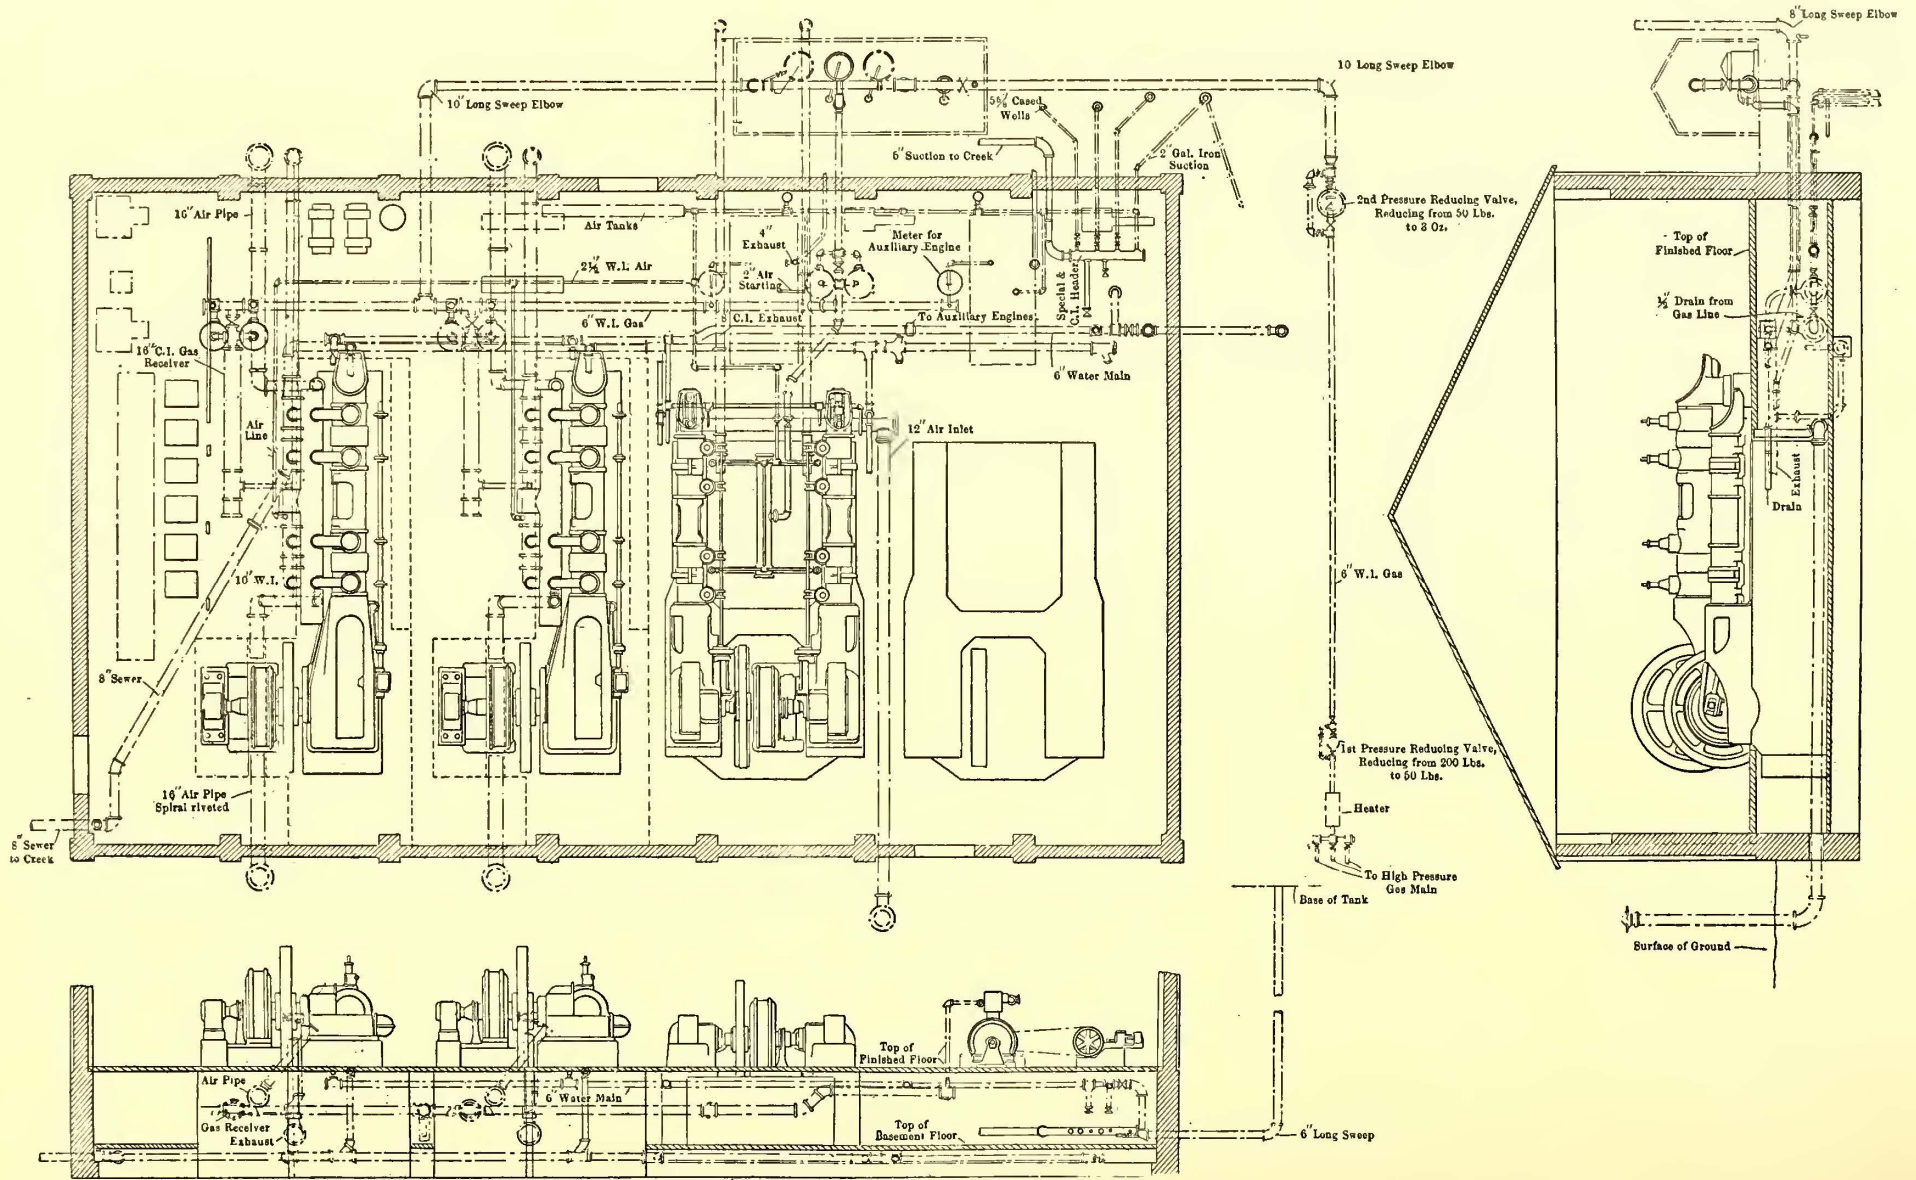 8" Long Sweep Elbow
10 Long Sweep Elbow
10" Long Sweep Elbow
5⅝" Cased
Wells
6" Suction to Creek
2" Gal. Iron
Suction
2nd Pressure Reducing Valve,
Reducing from 50 Lbs.
to 3 Oz.
16" Air Pipe
Air Tanks
4"
Exhaust
Meter for
Auxiliary Engine
Top of
Finished Floor
2½" W.I. Air
2" Air
Starting
Special &
C.I. Header
½" Drain from
Gas Line
6" W.I. Gas
C.I. Exhaust
To Auxiliary Engines
16" C.I. Gas
Receiver
6" Water Main
Air
Line
12" Air Inlet
Exhaust
Drain
10" W.I.
6" W.I. Gas
8" Sewer
1st Pressure Reducing Valve,
Reducing from 200 Lbs.
to 50 Lbs.
16" Air Pipe
Spiral riveted
Heater
8" Sewer
to Creek
To High Pressure
Gas Main
Base of Tank
Surface of Ground
Top of
Finished Floor
Air Pipe
6" Water Main
Gas Receiver
Exhaust
Top of
Basement Floor
6" Long Sweep